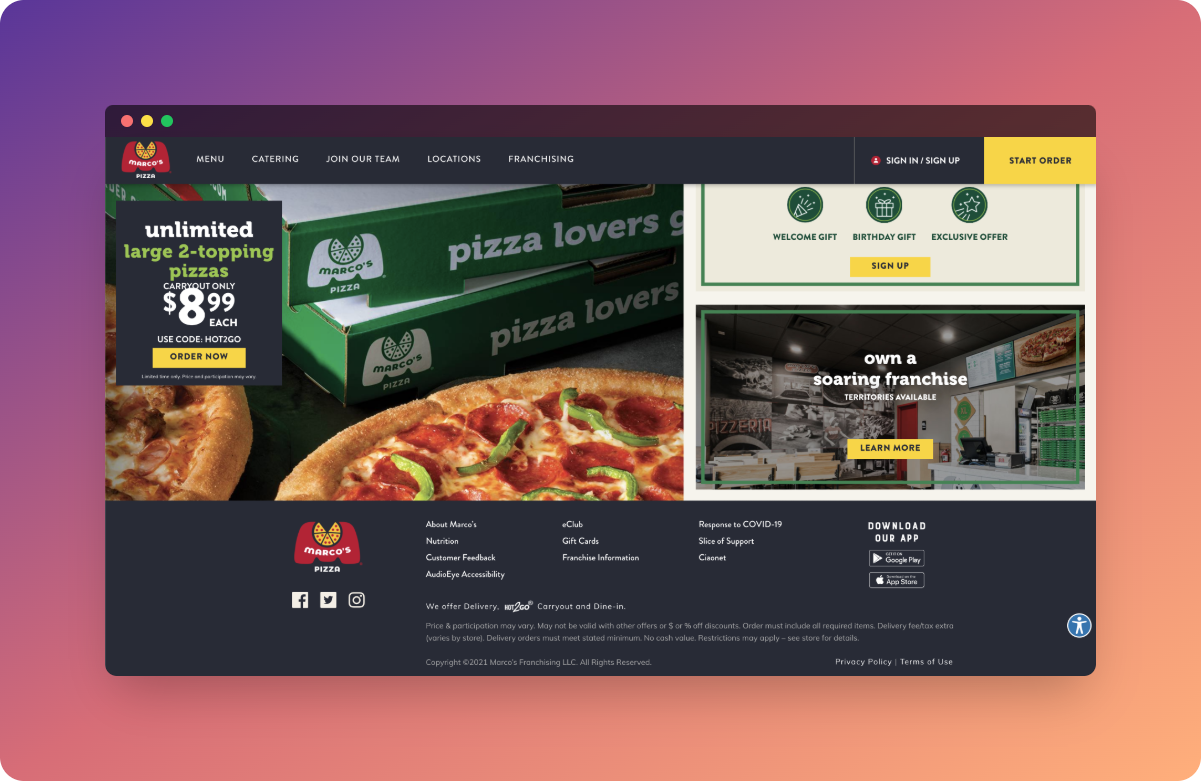 MARCO'S
PIZZA
MENU
CATERING
JOIN OUR TEAM
LOCATIONS
FRANCHISING
SIGN IN / SIGN UP
START ORDER
unlimited
large 2-topping
pizzas
CARRYOUT ONLY
$899
EACH
USE CODE: HOT2GO
ORDER NOW
Limited time only. Price and participation may vary.
MARCO'S
PIZZA
pizza lovers g
MARCO'S
PIZZA
pizza lovers
WELCOME GIFT
BIRTHDAY GIFT
EXCLUSIVE OFFER
SIGN UP
own a
soaring franchise
TERRITORIES AVAILABLE
PIZZERIA
LEARN MORE
MARCO'S
PIZZA
About Marco's
Nutrition
Customer Feedback
AudioEye Accessibility
eClub
Gift Cards
Franchise Information
Response to COVID-19
Slice of Support
Ciaonet
DOWNLOAD
OUR APP
GET IT ON
Google Play
Download on the
App Store
We offer Delivery, HOT2GO® Carryout and Dine-in.
Price & participation may vary. May not be valid with other offers or $ or % off discounts. Order must include all required items. Delivery fee/tax extra
(varies by store). Delivery orders must meet stated minimum. No cash value. Restrictions may apply – see store for details.
Copyright ©2021 Marco's Franchising LLC. All Rights Reserved.
Privacy Policy | Terms of Use